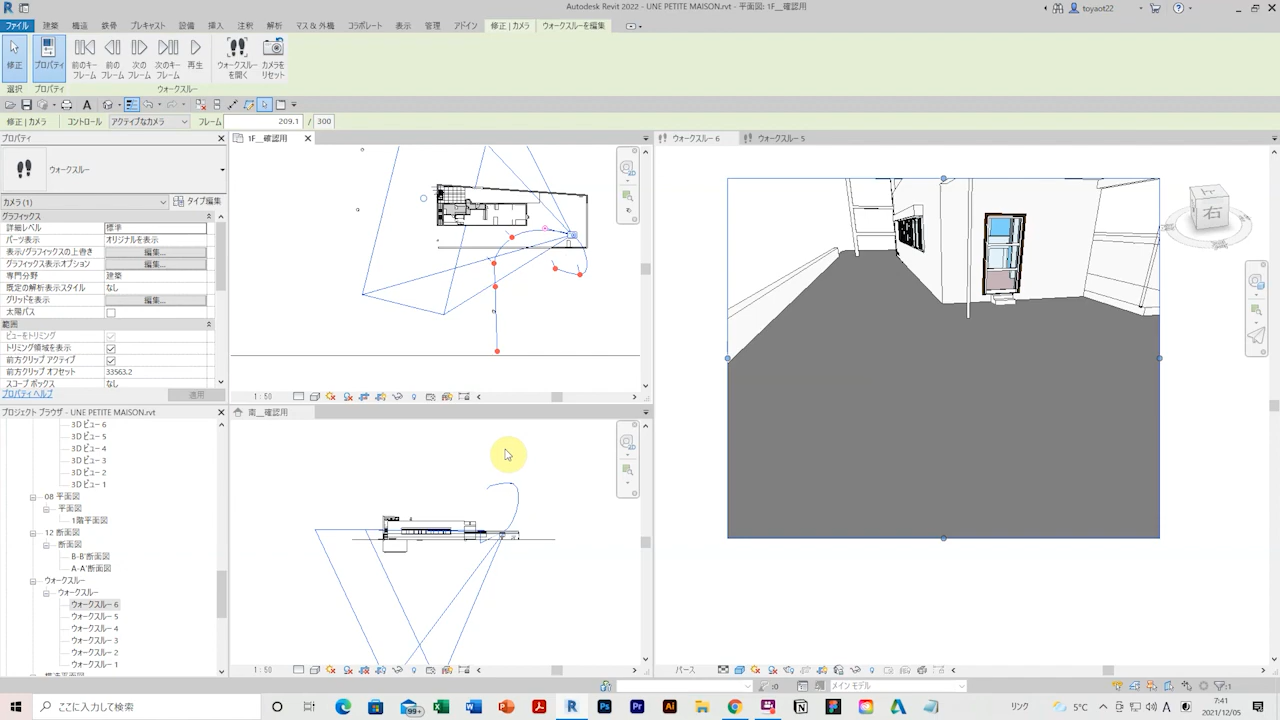 Autodesk Revit 2022 - UNE PETITE MAISON.rvt - 平面図: 1F__確認用
toyaot22
ファイル 建築 構造 鉄骨 プレキャスト 設備 挿入 注釈 解析 マス & 外構 コラボレート 表示 管理 アドイン 修正 | カメラ ウォークスルーを編集
修正 プロパティ 前のキーフレーム 前のフレーム 次のフレーム 次のキーフレーム 再生 ウォークスルーを開く カメラをリセット
選択 プロパティ ウォークスルー
修正 | カメラ コントロール アクティブなカメラ フレーム 209.1 / 300
プロパティ
ウォークスルー
カメラ (1) タイプ編集
グラフィックス
詳細レベル 標準
パーツ表示 オリジナルを表示
表示/グラフィックスの上書き 編集...
グラフィックス表示オプション 編集...
専門分野 建築
既定の解析表示スタイル なし
グリッドを表示 編集...
太陽パス
範囲
ビューをトリミング
トリミング領域を表示
前方クリップ アクティブ
前方クリップ オフセット 33563.2
スコープ ボックス なし
プロパティ ヘルプ 適用
プロジェクト ブラウザ - UNE PETITE MAISON.rvt
3D ビュー 6
3D ビュー 5
3D ビュー 4
3D ビュー 3
3D ビュー 2
3D ビュー 1
08 平面図
平面図
1階平面図
12 断面図
断面図
B-B'断面図
A-A'断面図
ウォークスルー
ウォークスルー
ウォークスルー 6
ウォークスルー 5
ウォークスルー 4
ウォークスルー 3
ウォークスルー 2
ウォークスルー 1
1F__確認用
1 : 50
南__確認用
1 : 50
ウォークスルー 6 ウォークスルー 5
右
パース
:0 メイン モデル :1
ここに入力して検索
99+
リンク 5°C 7:41
2021/12/05